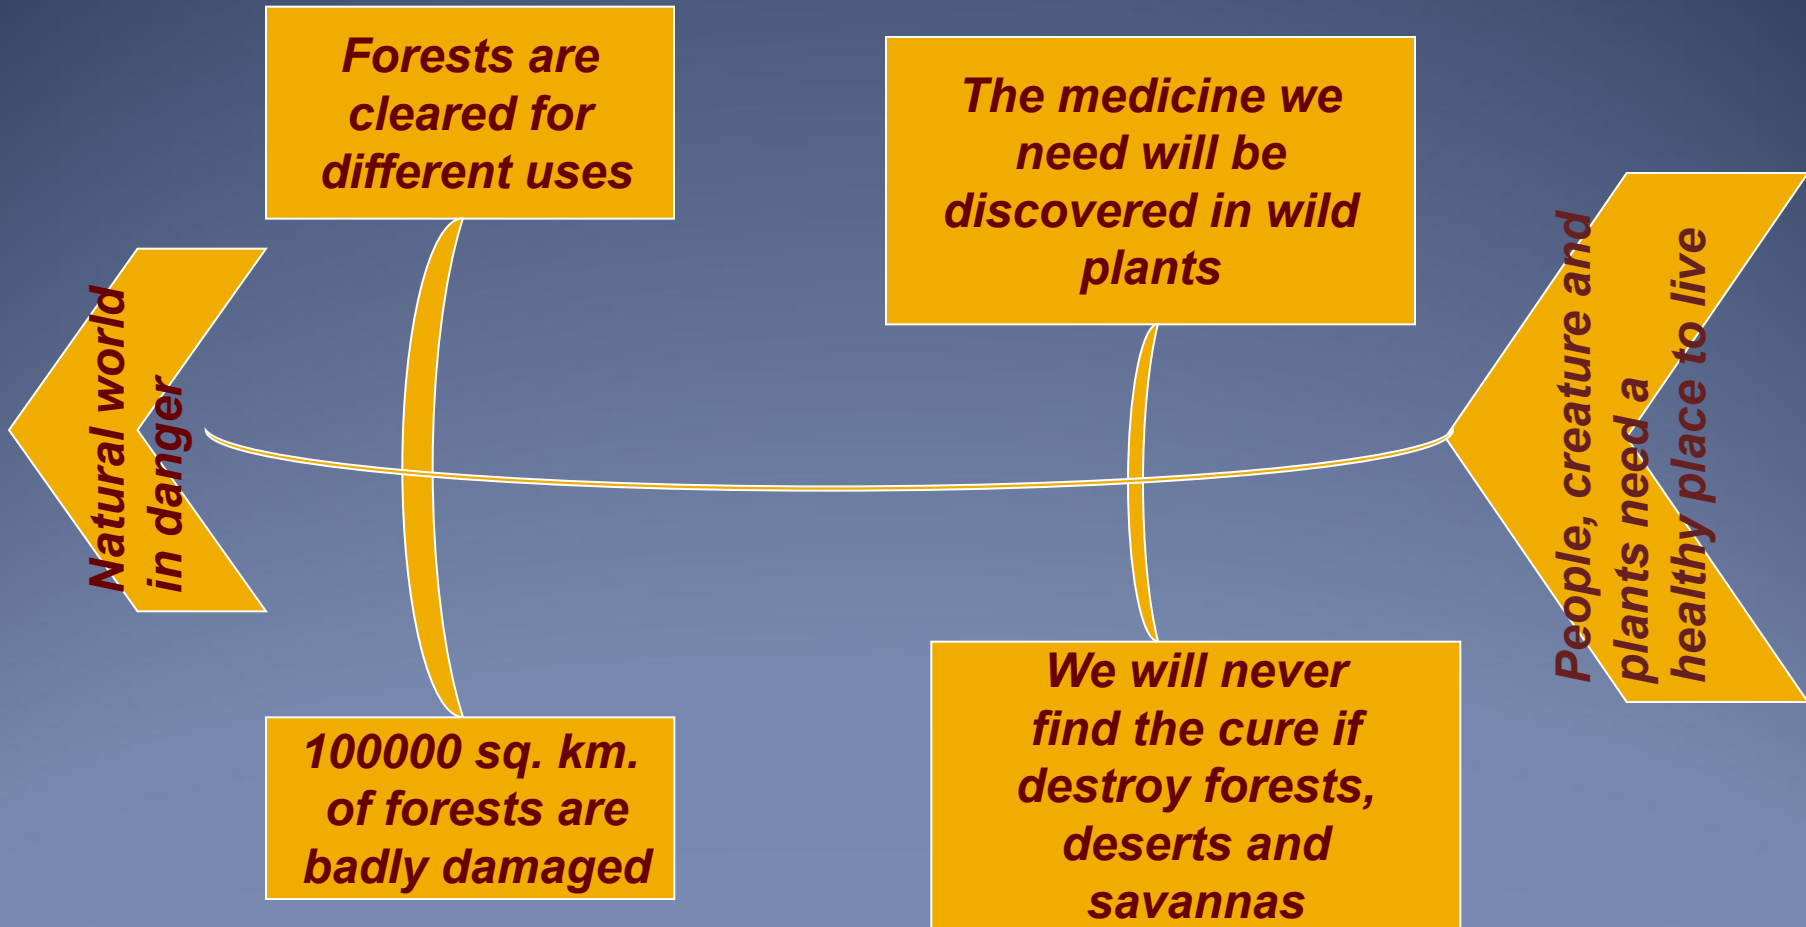 Forests are
cleared for
different uses
The medicine we
need will be
discovered in wild
plants
Natural world
in danger
People, creature and
plants need a
healthy place to live
100000 sq. km.
of forests are
badly damaged
We will never
find the cure if
destroy forests,
deserts and
savannas